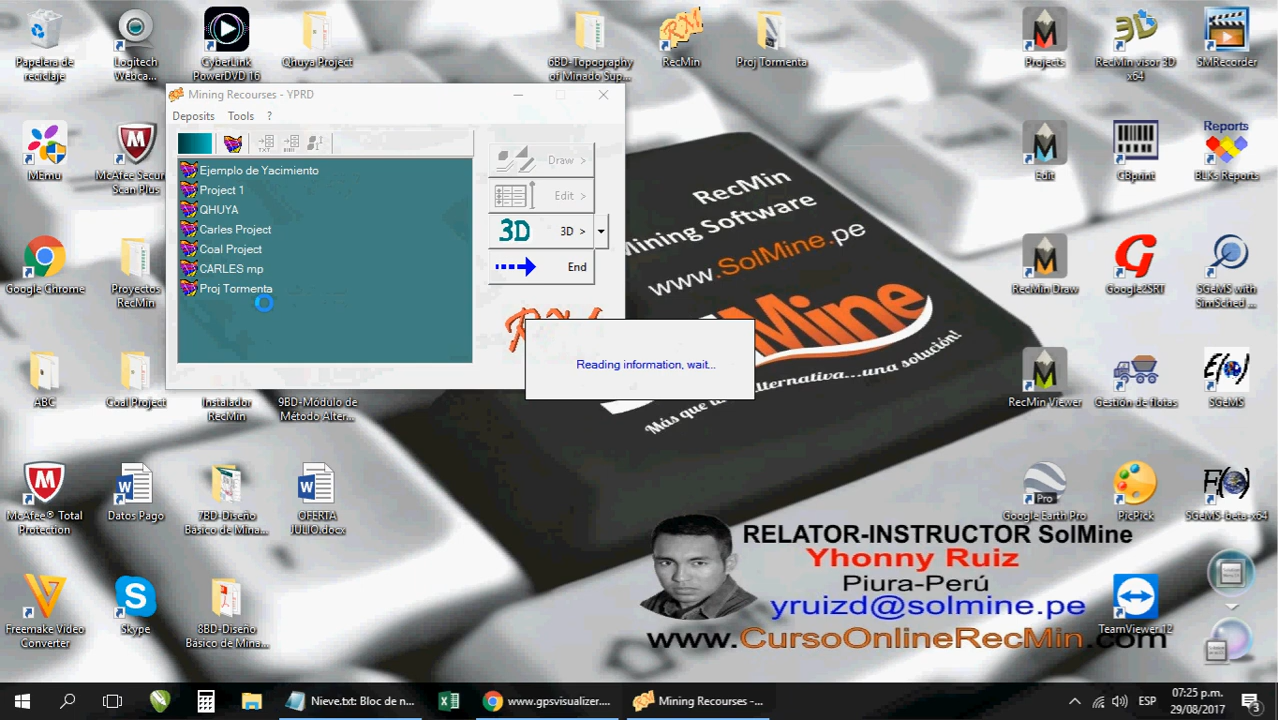 Papelera de
reciclaje
Logitech
Webca...
CyberLink
PowerDVD 16
Qhuya Project
6BD-Topography
of Minado Sup...
RecMin
Proj Tormenta
Projects
RecMin visor 3D
x64
SMRecorder
Mining Recourses - YPRD
Deposits Tools ?
Draw >
Edit >
3D 3D >
End
Ejemplo de Yacimiento
Project 1
QHUYA
Carles Project
Coal Project
CARLES mp
Proj Tormenta
Reading information, wait...
MEmu
McAfee Secur
Scan Plus
Edit
CBprint
Reports
BLKs Reports
Google Chrome
Proyectos
RecMin
RecMin Draw
Google2SRT
SGeMS with
SimSched ...
ABC
Coal Project
Instalador
RecMin
9BD-Módulo de
Método Alter...
RecMin Viewer
Gestión de flotas
SGeMS
McAfee® Total
Protection
Datos Pago
7BD-Diseño
Basico de Mina...
OFERTA
JULIO.docx
Google Earth Pro
PicPick
SGeMS-beta-x64
Freemake Video
Converter
Skype
8BD-Diseño
Basico de Mina...
TeamViewer 12
RecMin
Mining Software
www.SolMine.pe
Mine
alternativa...una solución!
RELATOR-INSTRUCTOR SolMine
Yhonny Ruiz
Piura-Perú
yruizd@solmine.pe
www.CursoOnlineRecMin.com
Nieve.txt: Bloc de n...
www.gpsvisualizer....
Mining Recourses -...
ESP
07:25 p.m.
29/08/2017
3